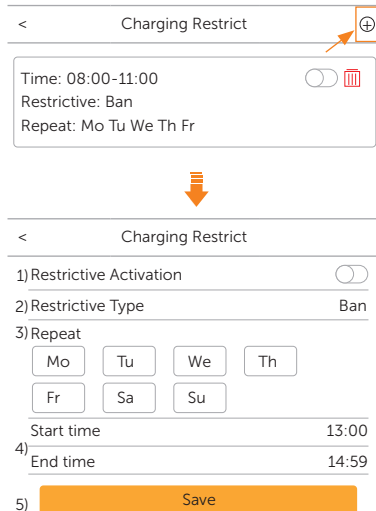 < Charging Restrict
Time: 08:00-11:00
Restrictive: Ban
Repeat: Mo Tu We Th Fr
< Charging Restrict
1) Restrictive Activation
2) Restrictive Type Ban
3) Repeat
Mo Tu We Th
Fr Sa Su
Start time 13:00
4)
End time 14:59
5) Save